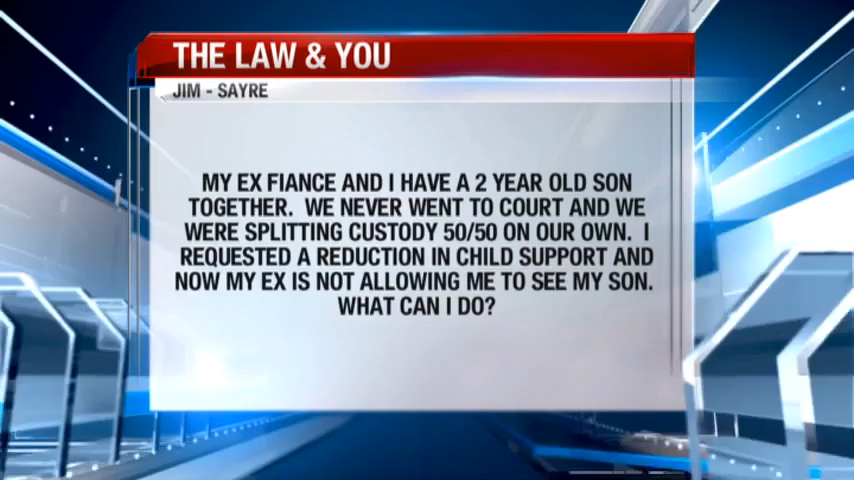 THE LAW & YOU
JIM - SAYRE
MY EX FIANCE AND I HAVE A 2 YEAR OLD SON
TOGETHER.  WE NEVER WENT TO COURT AND WE
WERE SPLITTING CUSTODY 50/50 ON OUR OWN.  I
REQUESTED A REDUCTION IN CHILD SUPPORT AND
NOW MY EX IS NOT ALLOWING ME TO SEE MY SON.
WHAT CAN I DO?